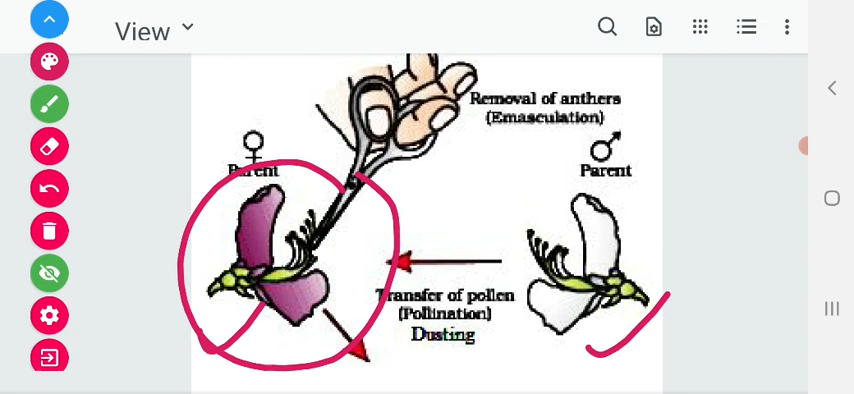 View
Removal of anthers
(Emasculation)
Parent
Parent
Transfer of pollen
(Pollination)
Dusting